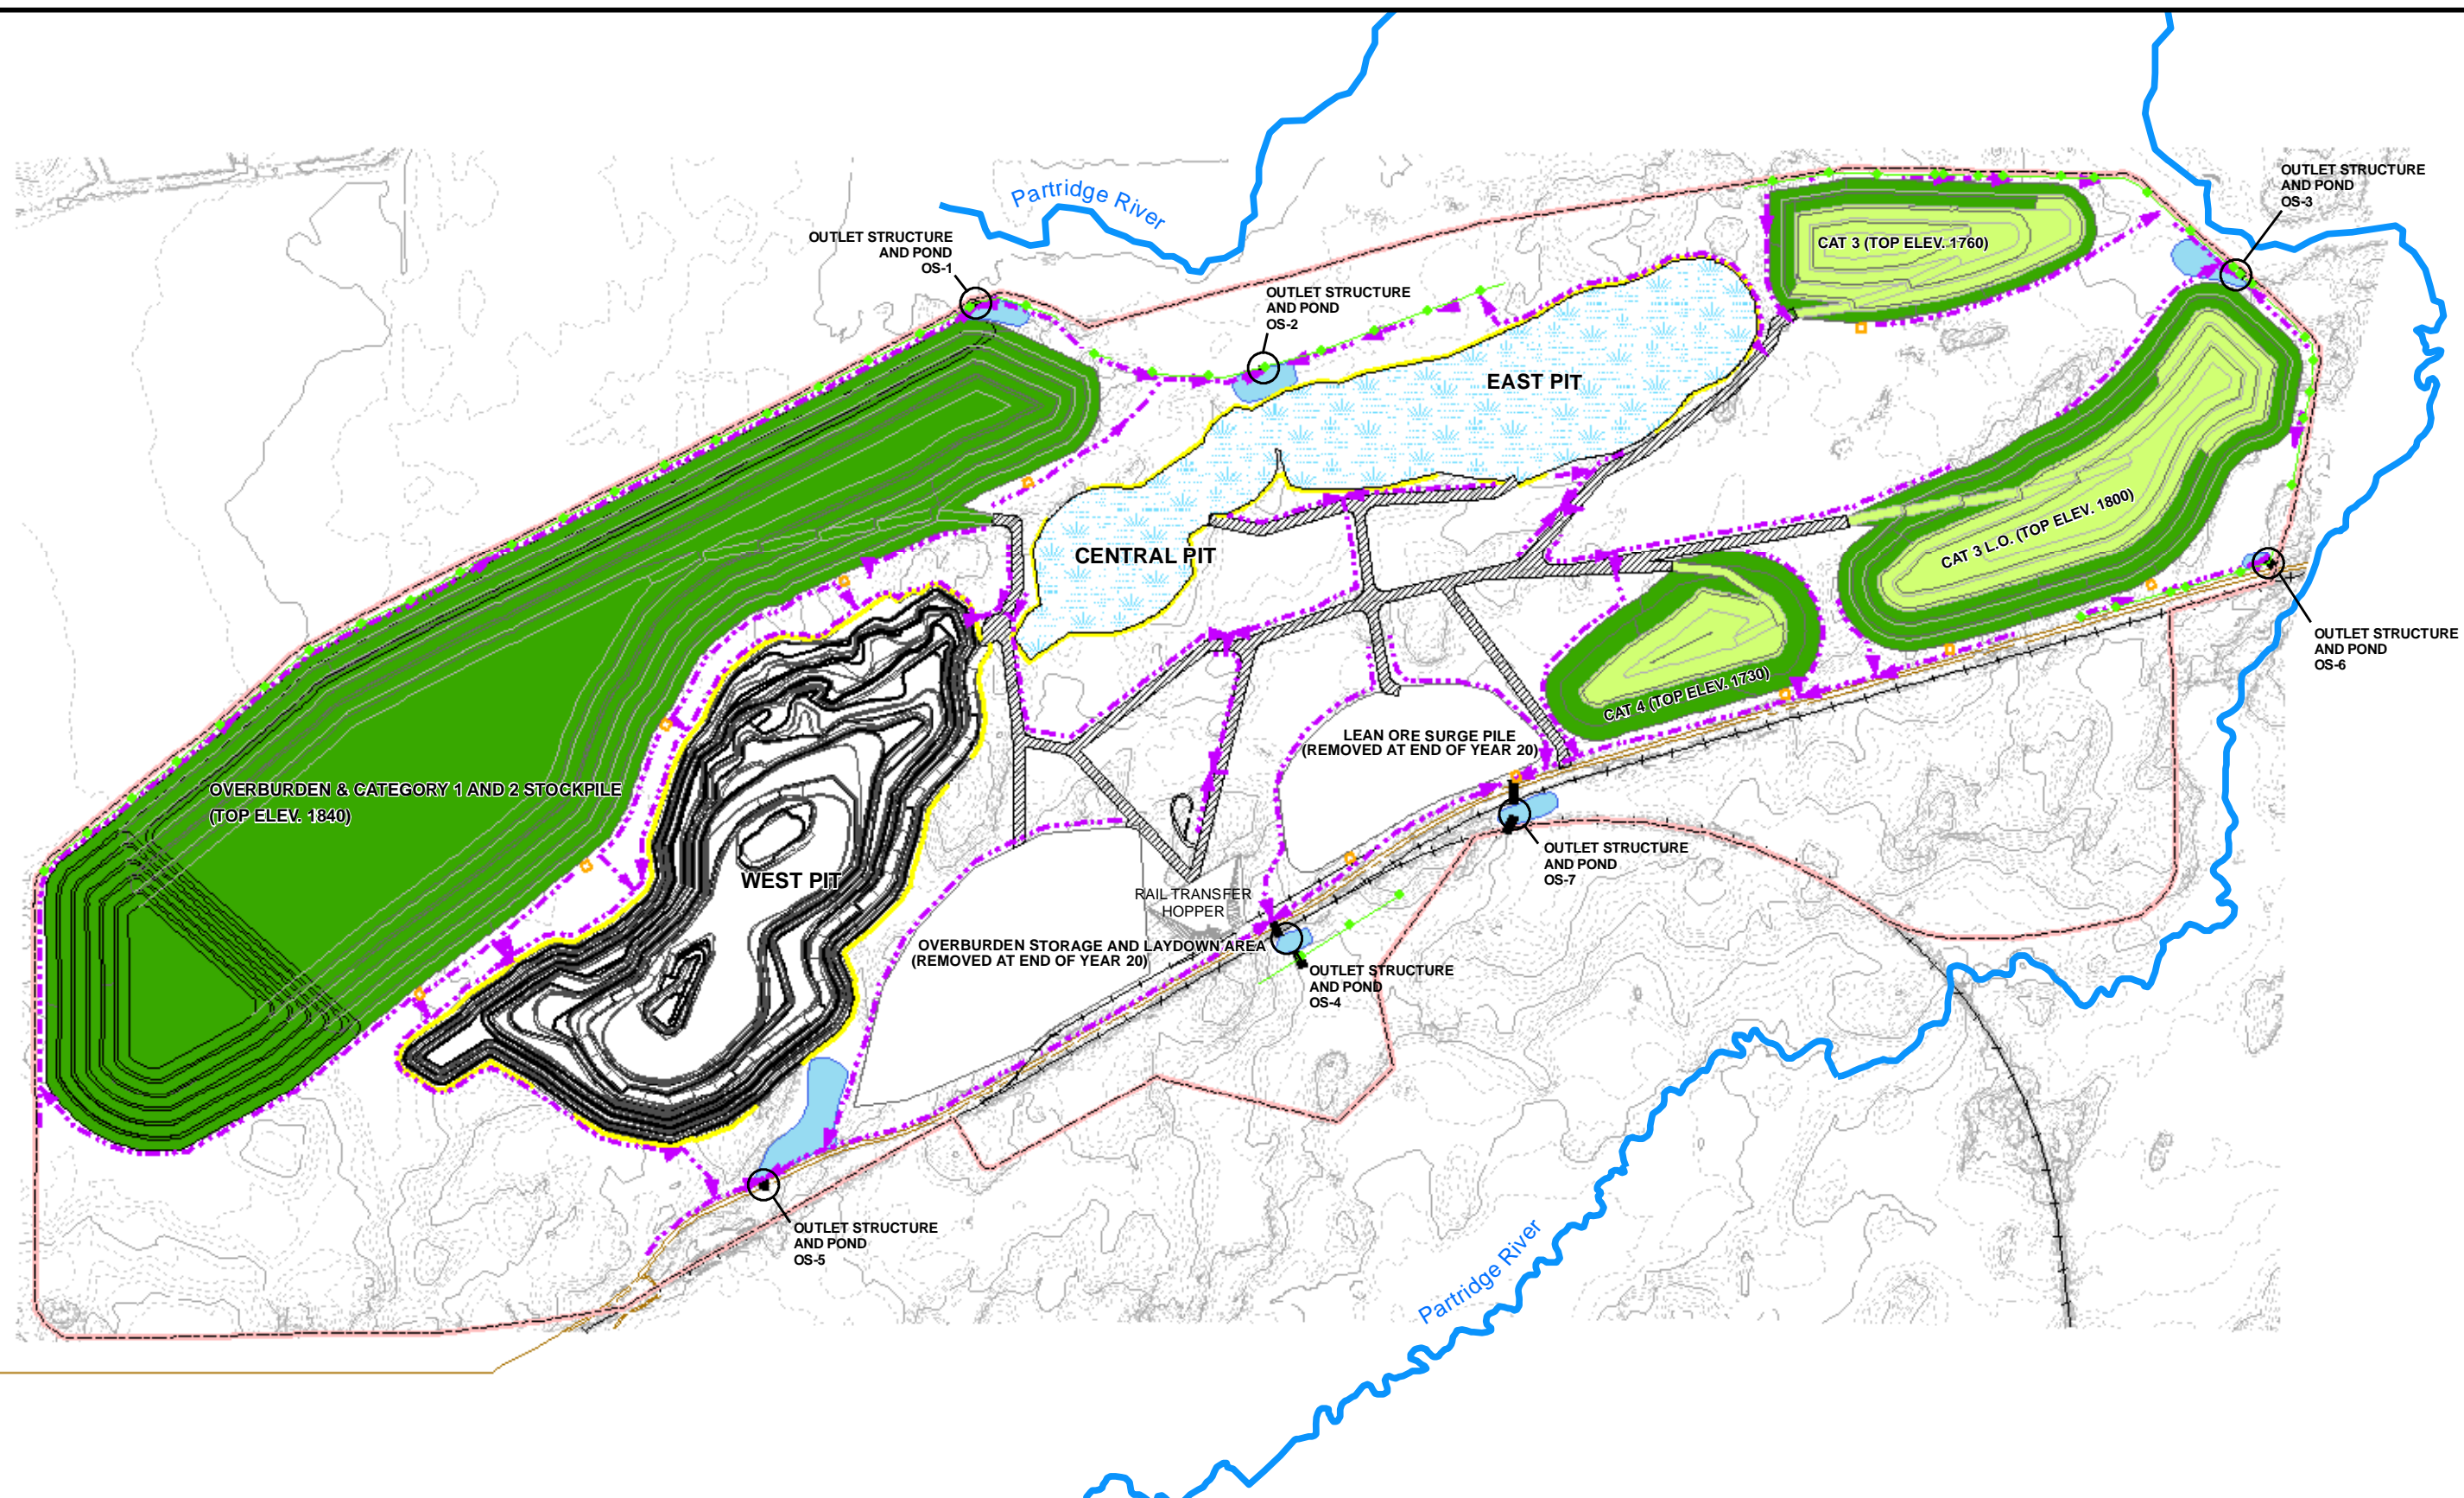 OUTLET STRUCTURE
AND POND
OS-3
Partridge River
OUTLET STRUCTURE
AND POND
OS-1
CAT 3 (TOP ELEV. 1760)
OUTLET STRUCTURE
AND POND
OS-2
EAST PIT
CAT 3 L.O. (TOP ELEV. 1800)
CENTRAL PIT
OUTLET STRUCTURE
AND POND
OS-6
CAT 4 (TOP ELEV. 1730)
LEAN ORE SURGE PILE
(REMOVED AT END OF YEAR 20)
OVERBURDEN & CATEGORY 1 AND 2 STOCKPILE
(TOP ELEV. 1840)
OUTLET STRUCTURE
AND POND
OS-7
WEST PIT
RAIL TRANSFER
HOPPER
OVERBURDEN STORAGE AND LAYDOWN AREA
(REMOVED AT END OF YEAR 20)
OUTLET STRUCTURE
AND POND
OS-4
OUTLET STRUCTURE
AND POND
OS-5
Partridge River